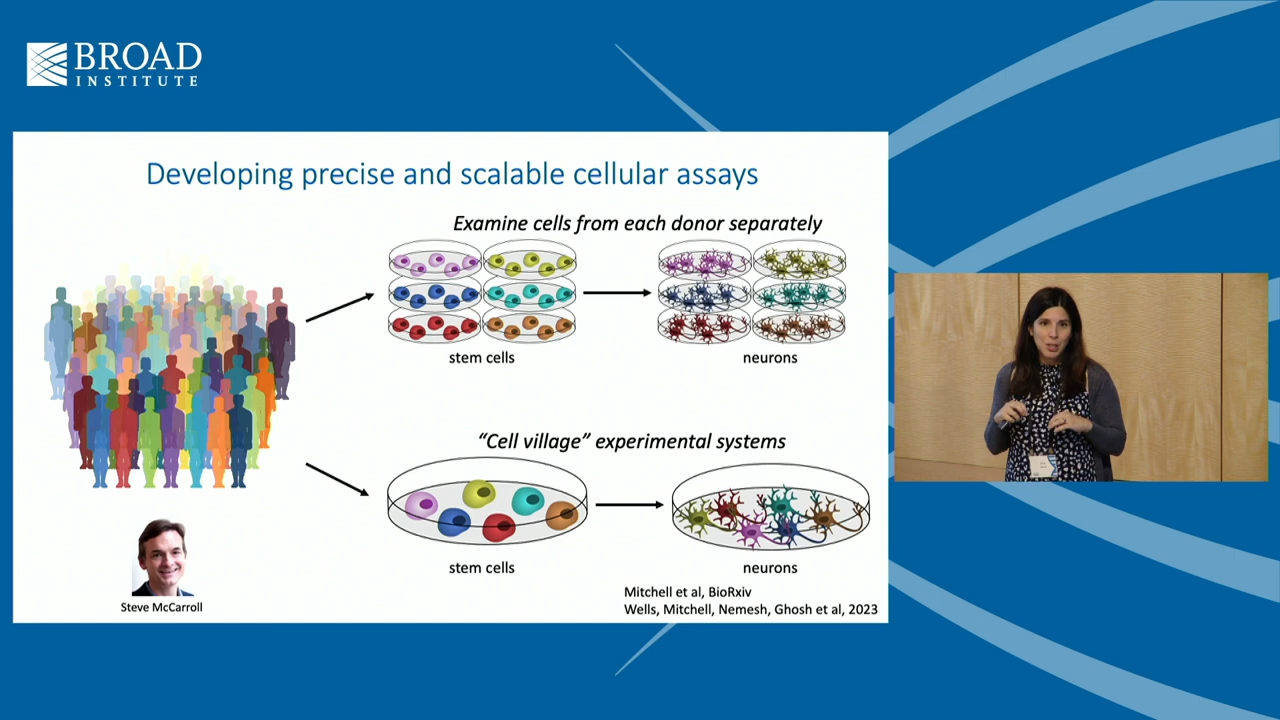 BROAD
INSTITUTE
Developing precise and scalable cellular assays
Examine cells from each donor separately
stem cells
neurons
“Cell village” experimental systems
stem cells
neurons
Steve McCarroll
Mitchell et al, BioRxiv
Wells, Mitchell, Nemesh, Ghosh et al, 2023